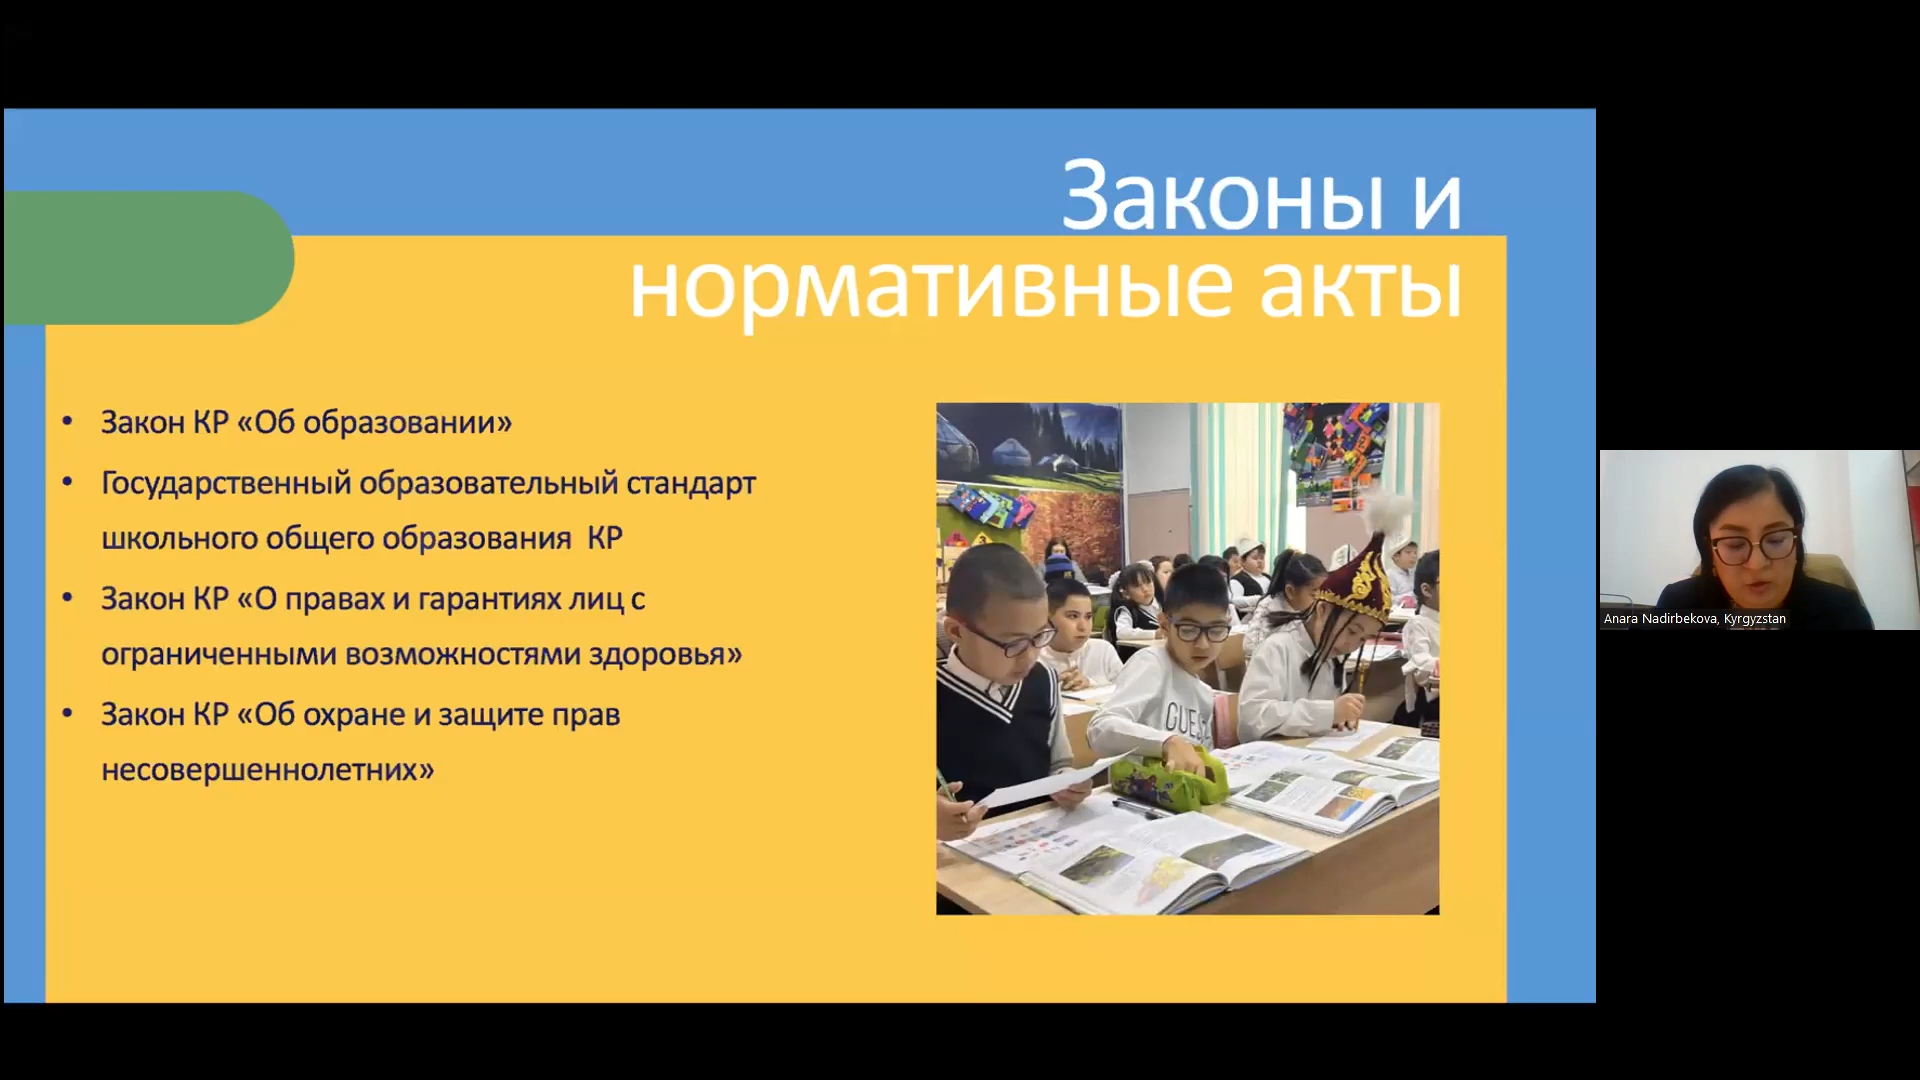 Законы и
нормативные акты
• Закон КР «Об образовании»
• Государственный образовательный стандарт
школьного общего образования КР
• Закон КР «О правах и гарантиях лиц с
ограниченными возможностями здоровья»
• Закон КР «Об охране и защите прав
несовершеннолетних»
GUESS
Anara Nadirbekova, Kyrgyzstan